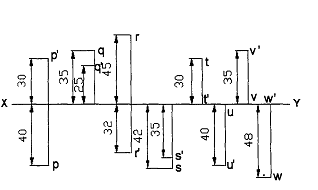 p' 30 35 q' 25 45 r 30 t 35 v'
X t' v w' Y
40 32 42 35 40 u 48
p r' s' s u' w